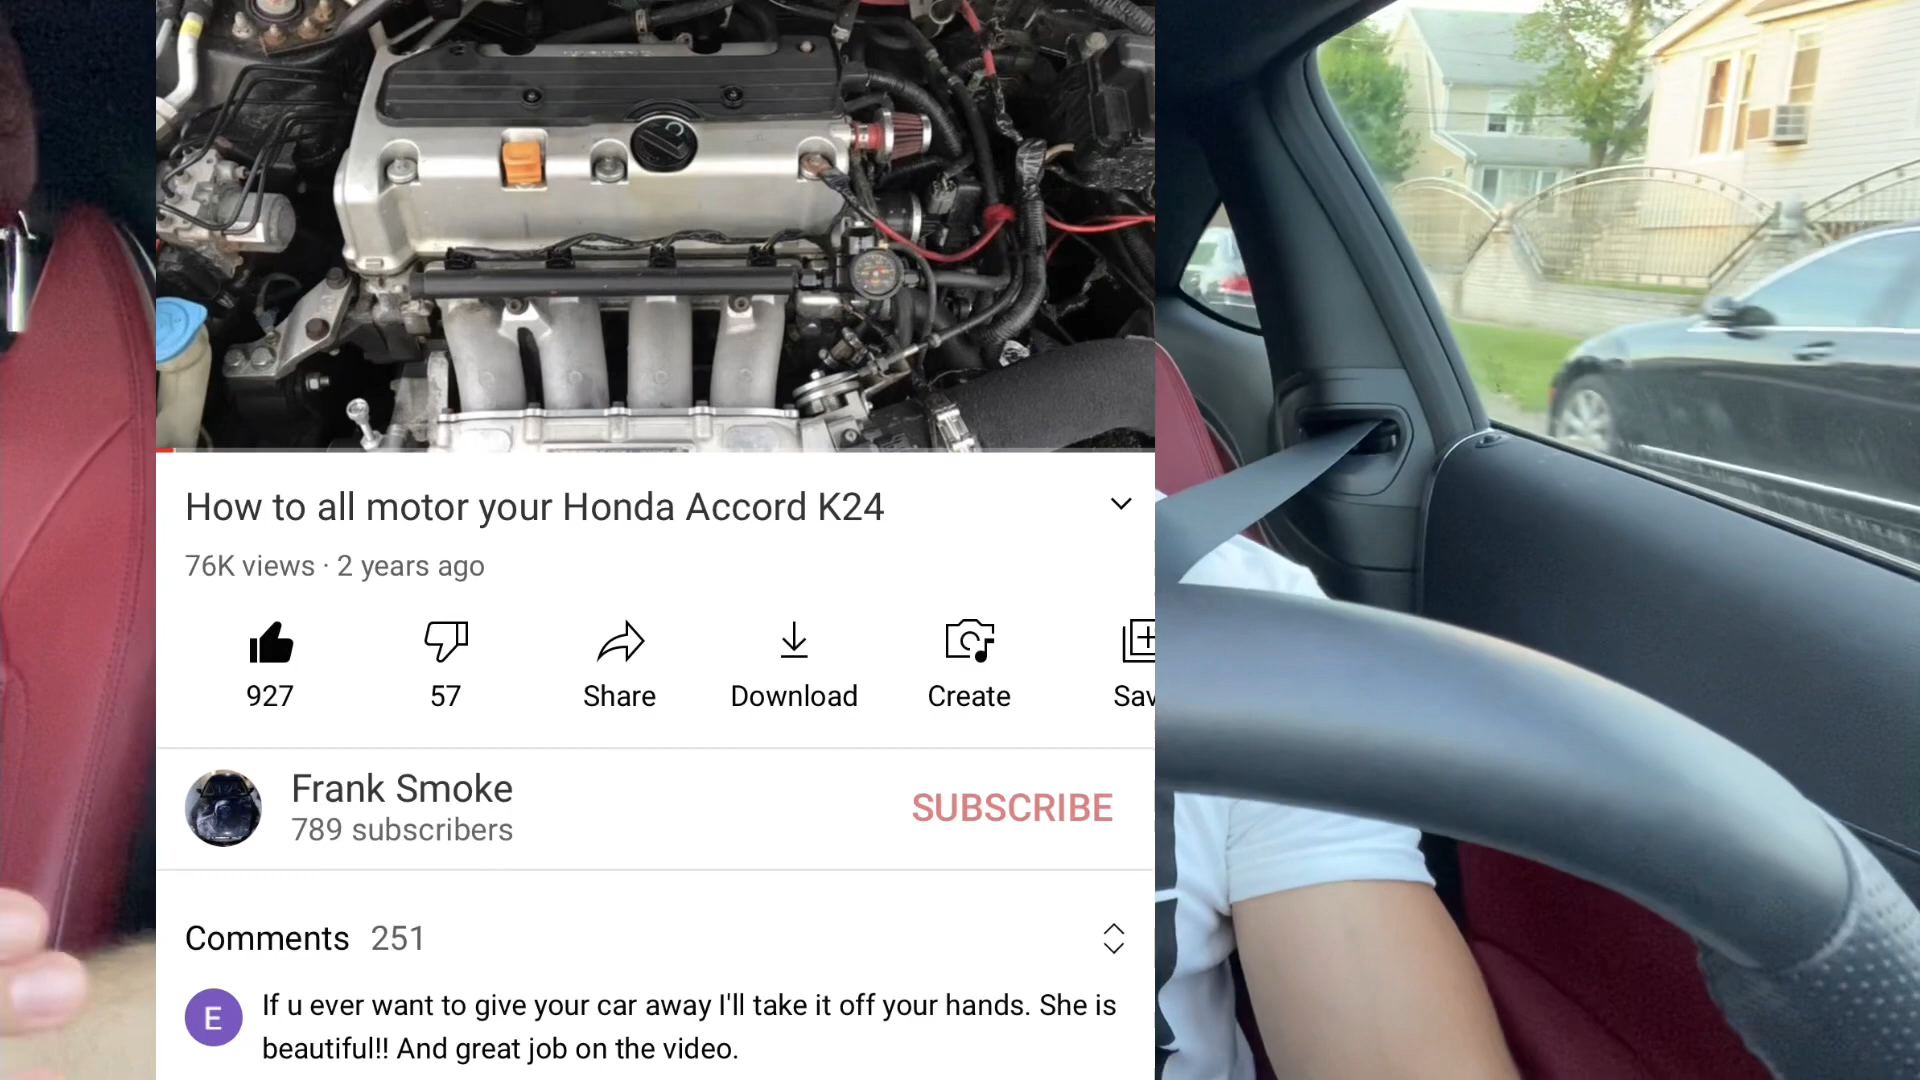 How to all motor your Honda Accord K24
76K views · 2 years ago
927
57
Share
Download
Create
Sav
Frank Smoke
789 subscribers
SUBSCRIBE
Comments 251
E
If u ever want to give your car away I'll take it off your hands. She is
beautiful!! And great job on the video.